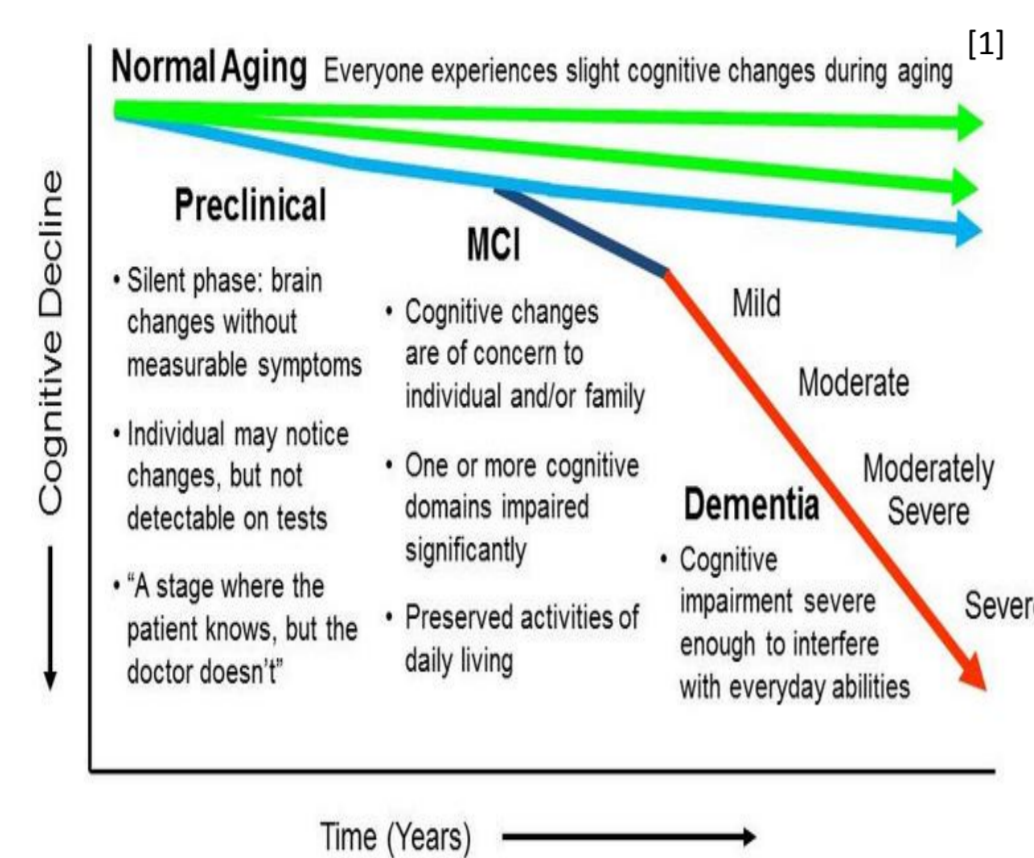 [1]
Normal Aging Everyone experiences slight cognitive changes during aging
Cognitive Decline
Preclinical
• Silent phase: brain
changes without
measurable symptoms
• Individual may notice
changes, but not
detectable on tests
• “A stage where the
patient knows, but the
doctor doesn’t”
MCI
• Cognitive changes
are of concern to
individual and/or family
• One or more cognitive
domains impaired
significantly
• Preserved activities of
daily living
Dementia
• Cognitive
impairment severe
enough to interfere
with everyday abilities
Mild
Moderate
Moderately
Severe
Severe
Time (Years)